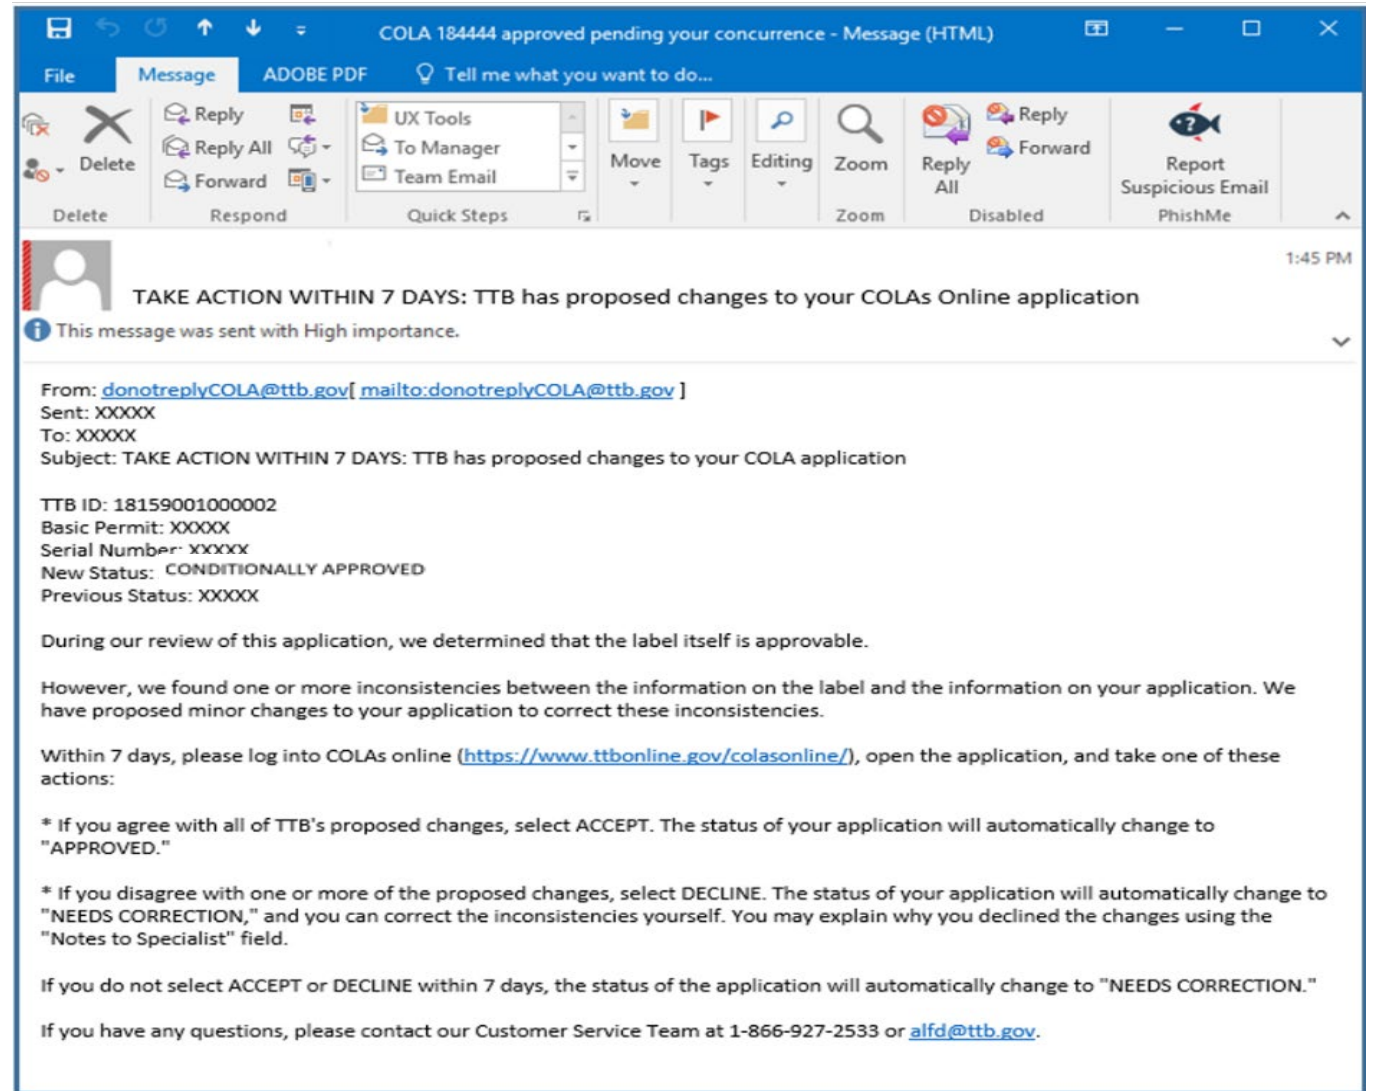 COLA 184444 approved pending your concurrence - Message (HTML)
File Message ADOBE PDF Tell me what you want to do...
Delete
Reply
Reply All
Forward
UX Tools
To Manager
Team Email
Move
Tags
Editing
Zoom
Reply All
Reply
Forward
Report Suspicious Email
Delete Respond Quick Steps Zoom Disabled PhishMe
1:45 PM
TAKE ACTION WITHIN 7 DAYS: TTB has proposed changes to your COLAs Online application
This message was sent with High importance.
From: donotreplyCOLA@ttb.gov[ mailto:donotreplyCOLA@ttb.gov ]
Sent: XXXXX
To: XXXXX
Subject: TAKE ACTION WITHIN 7 DAYS: TTB has proposed changes to your COLA application
TTB ID: 18159001000002
Basic Permit: XXXXX
Serial Number: XXXXX
New Status: CONDITIONALLY APPROVED
Previous Status: XXXXX
During our review of this application, we determined that the label itself is approvable.
However, we found one or more inconsistencies between the information on the label and the information on your application. We
have proposed minor changes to your application to correct these inconsistencies.
Within 7 days, please log into COLAs online (https://www.ttbonline.gov/colasonline/), open the application, and take one of these
actions:
* If you agree with all of TTB's proposed changes, select ACCEPT. The status of your application will automatically change to
"APPROVED."
* If you disagree with one or more of the proposed changes, select DECLINE. The status of your application will automatically change to
"NEEDS CORRECTION," and you can correct the inconsistencies yourself. You may explain why you declined the changes using the
"Notes to Specialist" field.
If you do not select ACCEPT or DECLINE within 7 days, the status of the application will automatically change to "NEEDS CORRECTION."
If you have any questions, please contact our Customer Service Team at 1-866-927-2533 or alfd@ttb.gov.